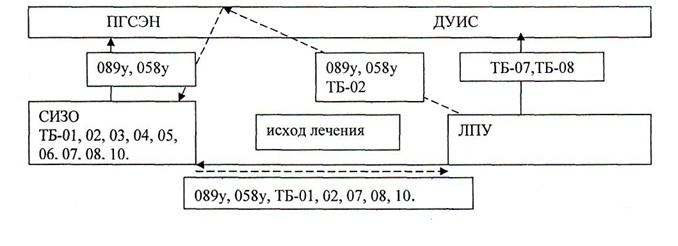 ПГСЭН ДУИС
089у, 058у
089у, 058у
ТБ-02
ТБ-07,ТБ-08
СИЗО
ТБ-01, 02, 03, 04, 05,
06. 07. 08. 10.
исход лечения
ЛПУ
089у, 058у, ТБ-01, 02, 07, 08, 10.